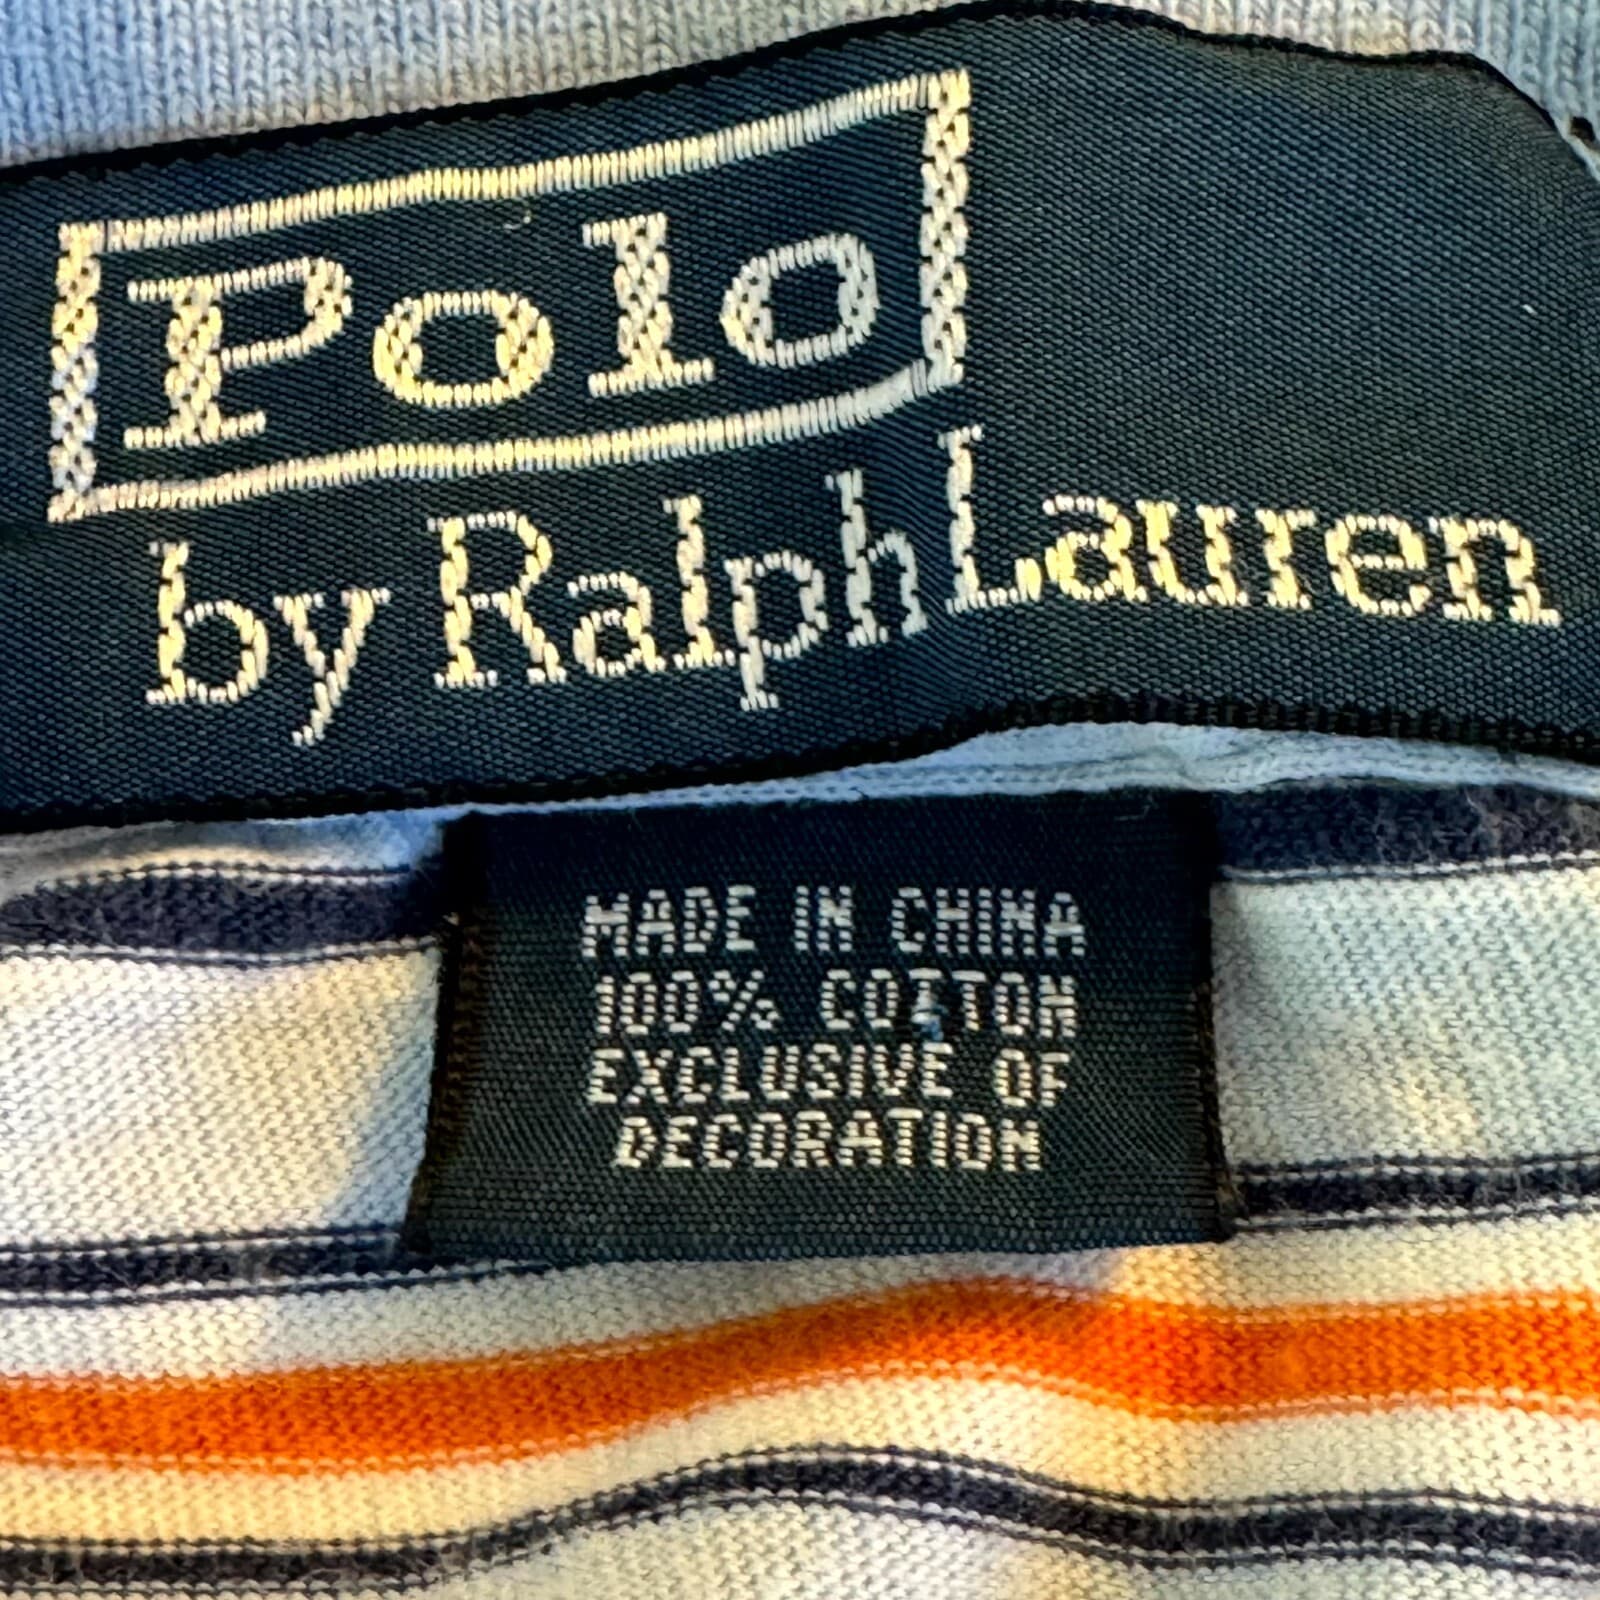 Polo
by Ralph Lauren
MADE IN CHINA
100% COTTON
EXCLUSIVE OF
DECORATION